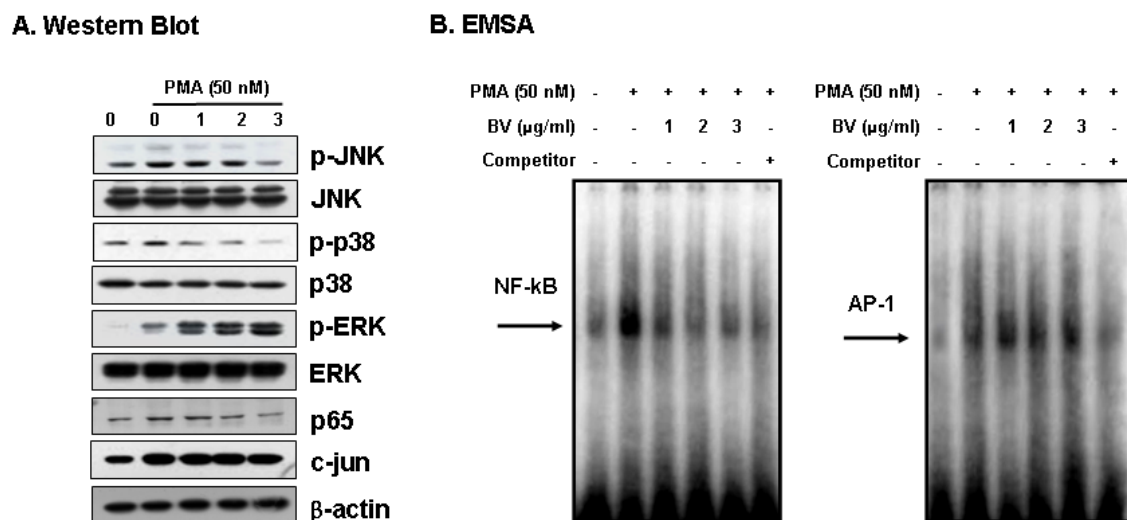 A. Western Blot
PMA (50 nM)
0 0 1 2 3
p-JNK
JNK
p-p38
p38
p-ERK
ERK
p65
c-jun
β-actin
B. EMSA
PMA (50 nM) - + + + + +
BV (µg/ml) - - 1 2 3 -
Competitor - - - - - +
NF-kB
PMA (50 nM) - + + + + +
BV (µg/ml) - - 1 2 3 -
Competitor - - - - - +
AP-1